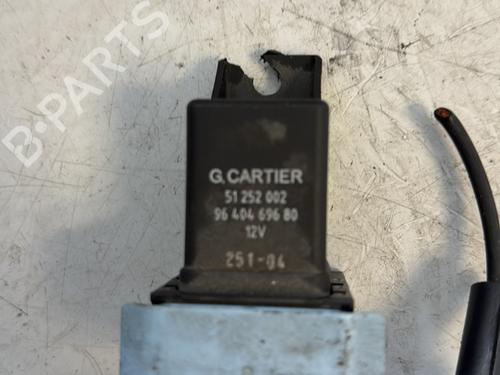 B-PARTS
G.CARTIER
51 252 002
96 404 696 80
12V
251-04